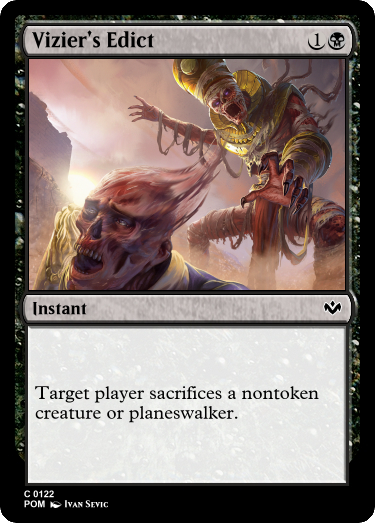 Vizier's Edict 1
Instant
Target player sacrifices a nontoken
creature or planeswalker.
C 0122
POM Ivan Sevic